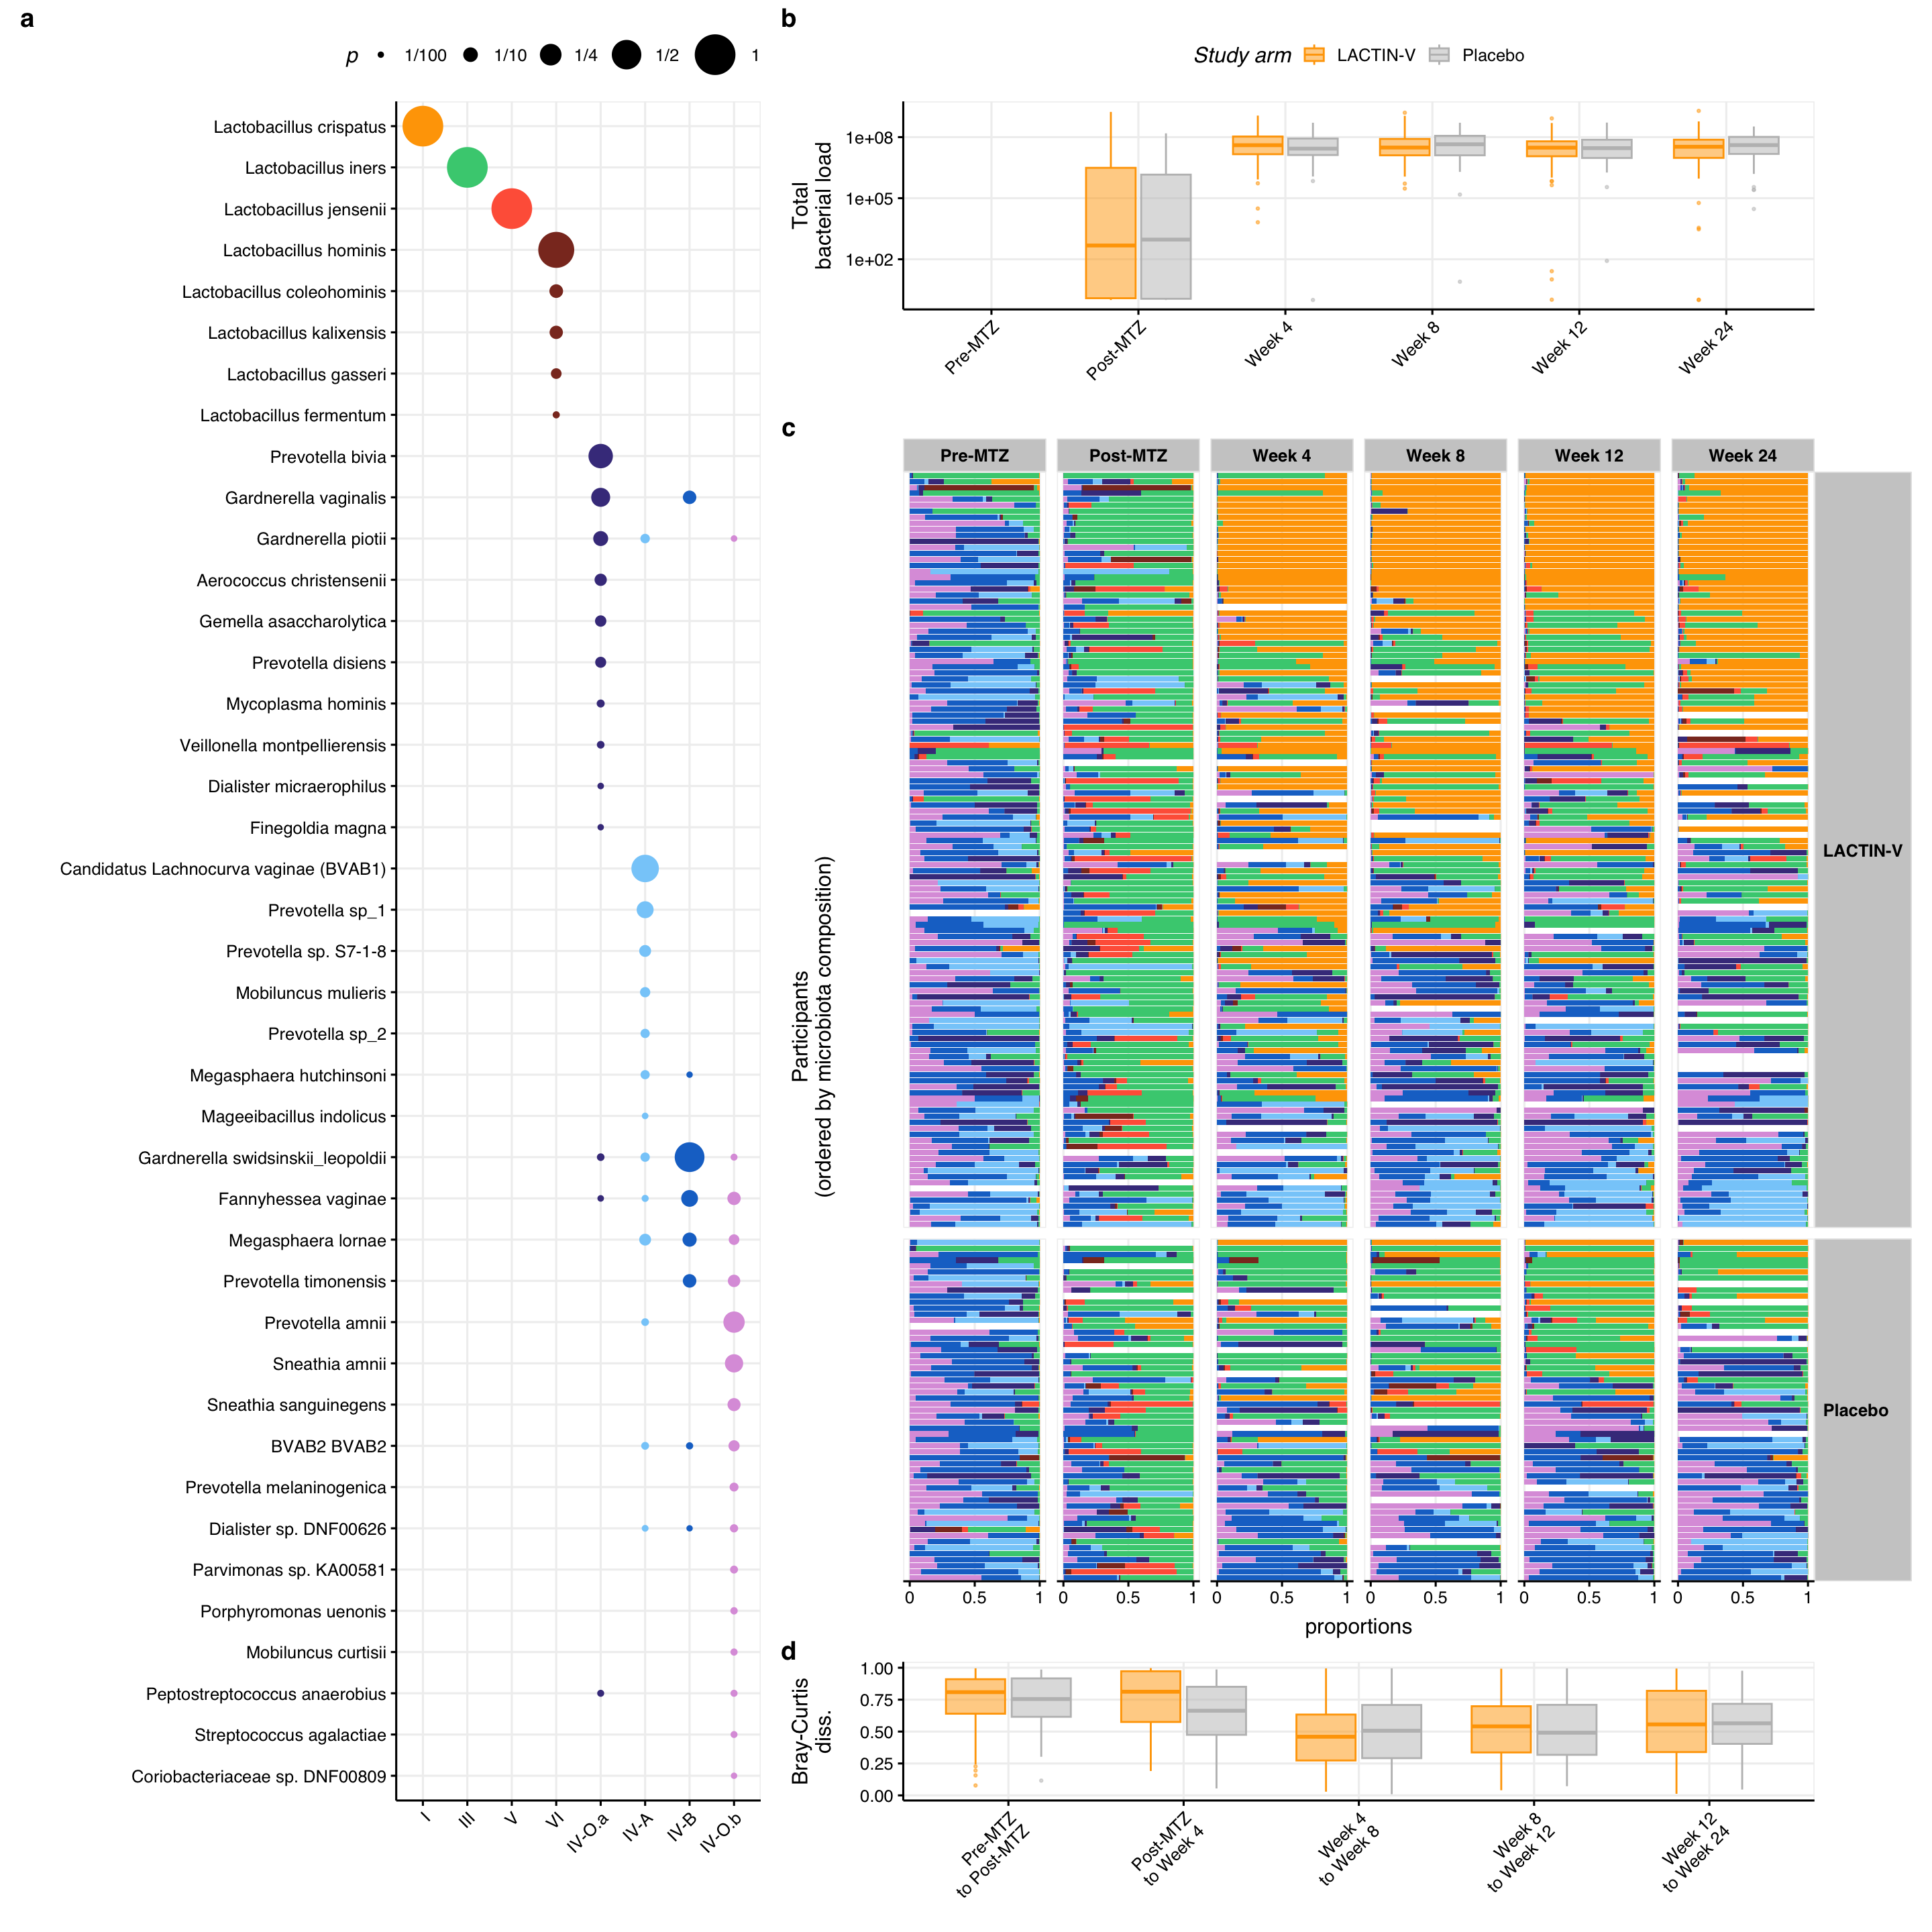 a
p 1/100 1/10 1/4 1/2 1
Lactobacillus crispatus
Lactobacillus iners
Lactobacillus jensenii
Lactobacillus hominis
Lactobacillus coleohominis
Lactobacillus kalixensis
Lactobacillus gasseri
Lactobacillus fermentum
Prevotella bivia
Gardnerella vaginalis
Gardnerella piotii
Aerococcus christensenii
Gemella asaccharolytica
Prevotella disiens
Mycoplasma hominis
Veillonella montpellierensis
Dialister micraerophilus
Finegoldia magna
Candidatus Lachnocurva vaginae (BVAB1)
Prevotella sp_1
Prevotella sp. S7-1-8
Mobiluncus mulieris
Prevotella sp_2
Megasphaera hutchinsoni
Mageeibacillus indolicus
Gardnerella swidsinskii_leopoldii
Fannyhessea vaginae
Megasphaera lornae
Prevotella timonensis
Prevotella amnii
Sneathia amnii
Sneathia sanguinegens
BVAB2 BVAB2
Prevotella melaninogenica
Dialister sp. DNF00626
Parvimonas sp. KA00581
Porphyromonas uenonis
Mobiluncus curtisii
Peptostreptococcus anaerobius
Streptococcus agalactiae
Coriobacteriaceae sp. DNF00809
I III V VI IV-O.a IV-A IV-B IV-O.b
b
Study arm LACTIN-V Placebo
Total
bacterial load
1e+08
1e+05
1e+02
Pre-MTZ Post-MTZ Week 4 Week 8 Week 12 Week 24
c
Pre-MTZ Post-MTZ Week 4 Week 8 Week 12 Week 24
Participants
(ordered by microbiota composition)
LACTIN-V
Placebo
0 0.5 1 0 0.5 1 0 0.5 1 0 0.5 1 0 0.5 1 0 0.5 1
proportions
d
Bray-Curtis
diss.
1.00
0.75
0.50
0.25
0.00
Pre-MTZ
to Post-MTZ
Post-MTZ
to Week 4
Week 4
to Week 8
Week 8
to Week 12
Week 12
to Week 24